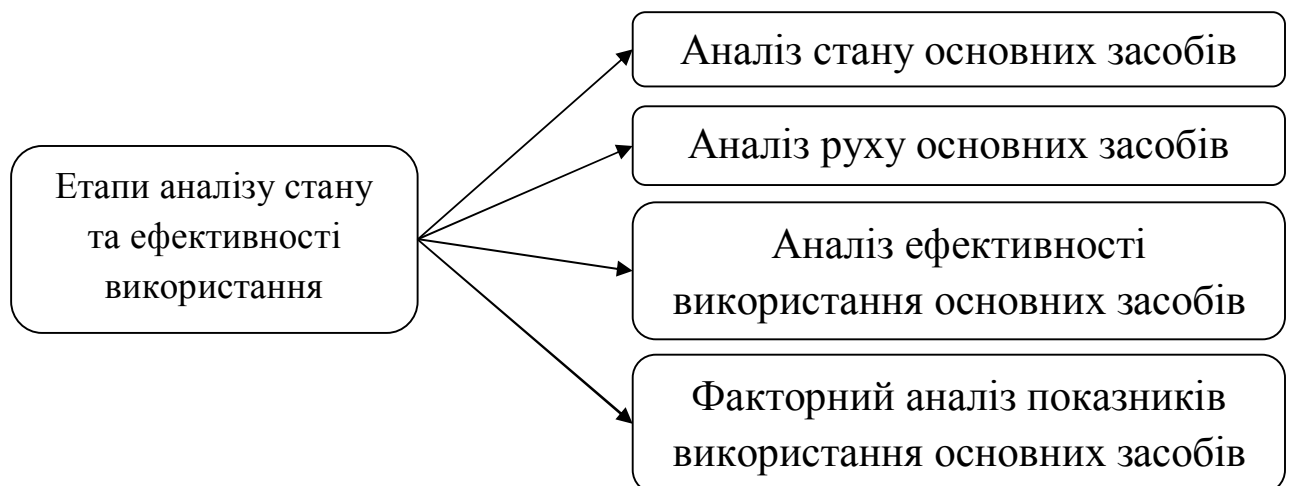 Етапи аналізу стану
та ефективності
використання
Аналіз стану основних засобів
Аналіз руху основних засобів
Аналіз ефективності
використання основних засобів
Факторний аналіз показників
використання основних засобів